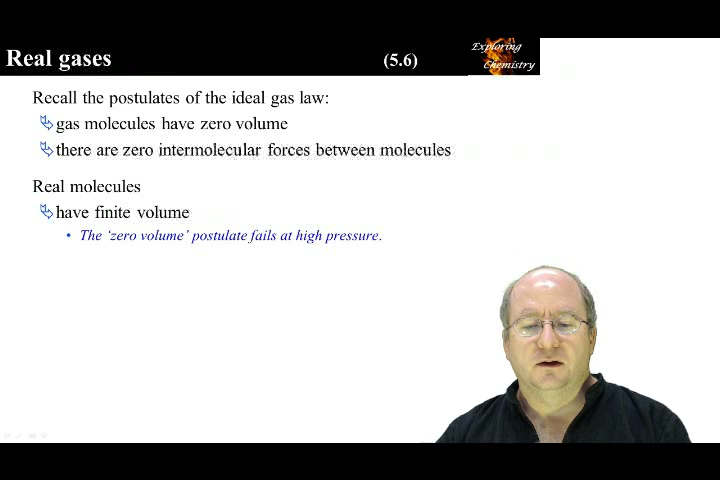 Real gases (5.6)
Exploring
Chemistry
Recall the postulates of the ideal gas law:
gas molecules have zero volume
there are zero intermolecular forces between molecules
Real molecules
have finite volume
• The ‘zero volume’ postulate fails at high pressure.